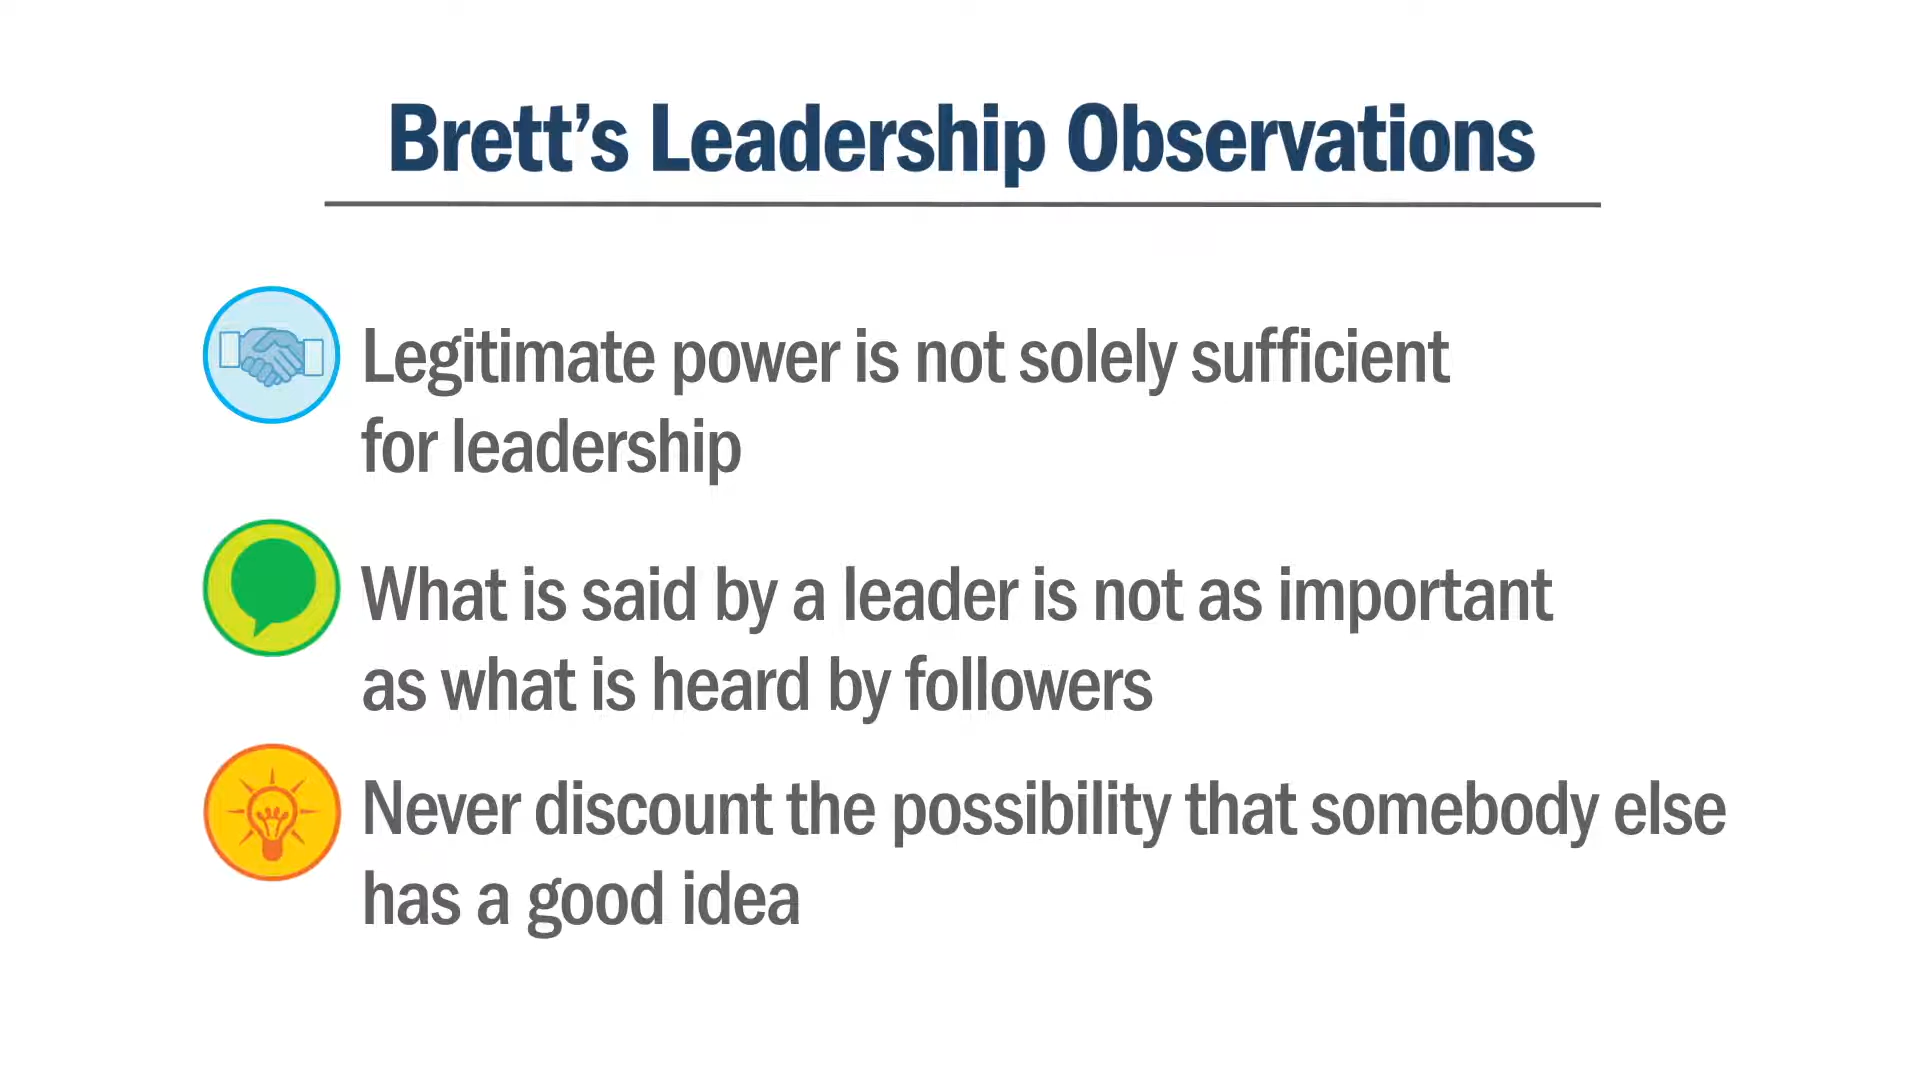 Brett’s Leadership Observations
Legitimate power is not solely sufficient
for leadership
What is said by a leader is not as important
as what is heard by followers
Never discount the possibility that somebody else
has a good idea